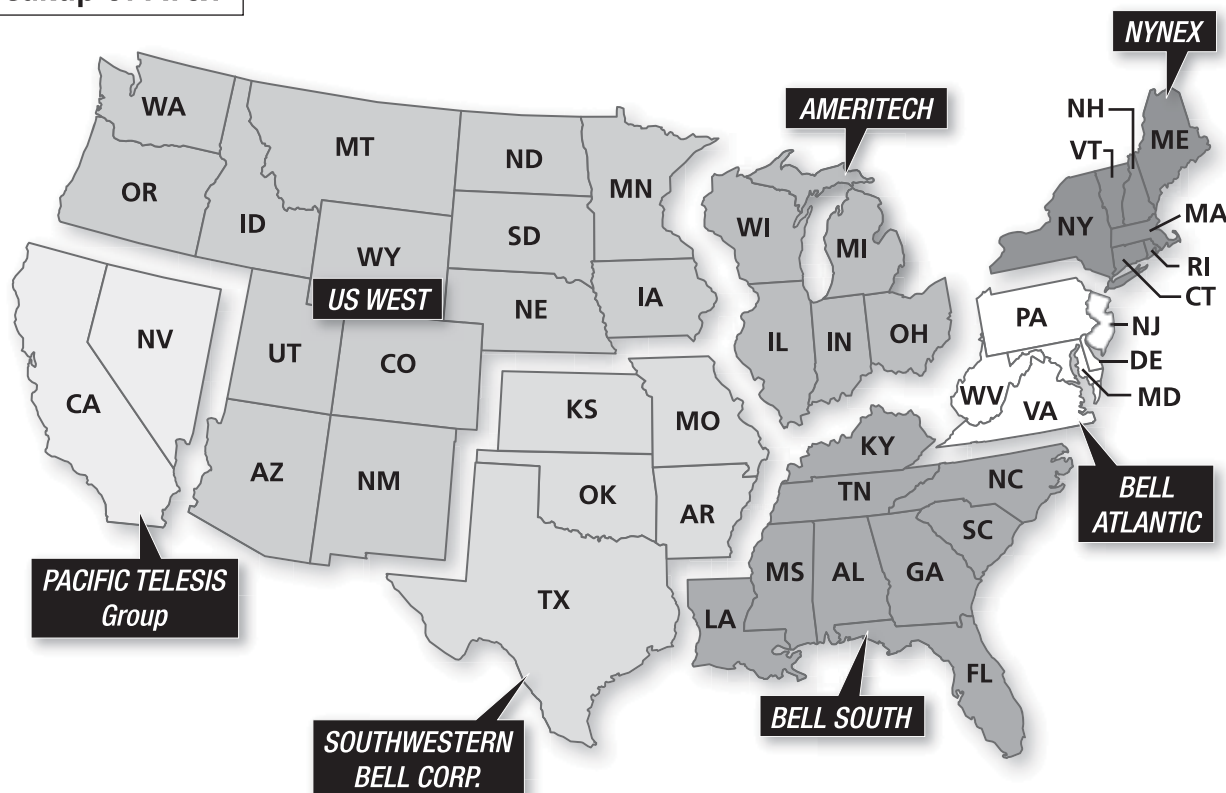 NYNEX
AMERITECH
NH
VT
ME
WA
MT
ND
MN
OR
ID
WY
SD
WI
MI
NY
MA
RI
CT
US WEST
NE
IA
PA
NJ
NV
UT
CO
IL
IN
OH
DE
MD
CA
KS
MO
WV
VA
KY
AZ
NM
OK
AR
TN
NC
BELL
ATLANTIC
SC
PACIFIC TELESIS
Group
TX
MS
AL
GA
LA
FL
BELL SOUTH
SOUTHWESTERN
BELL CORP.